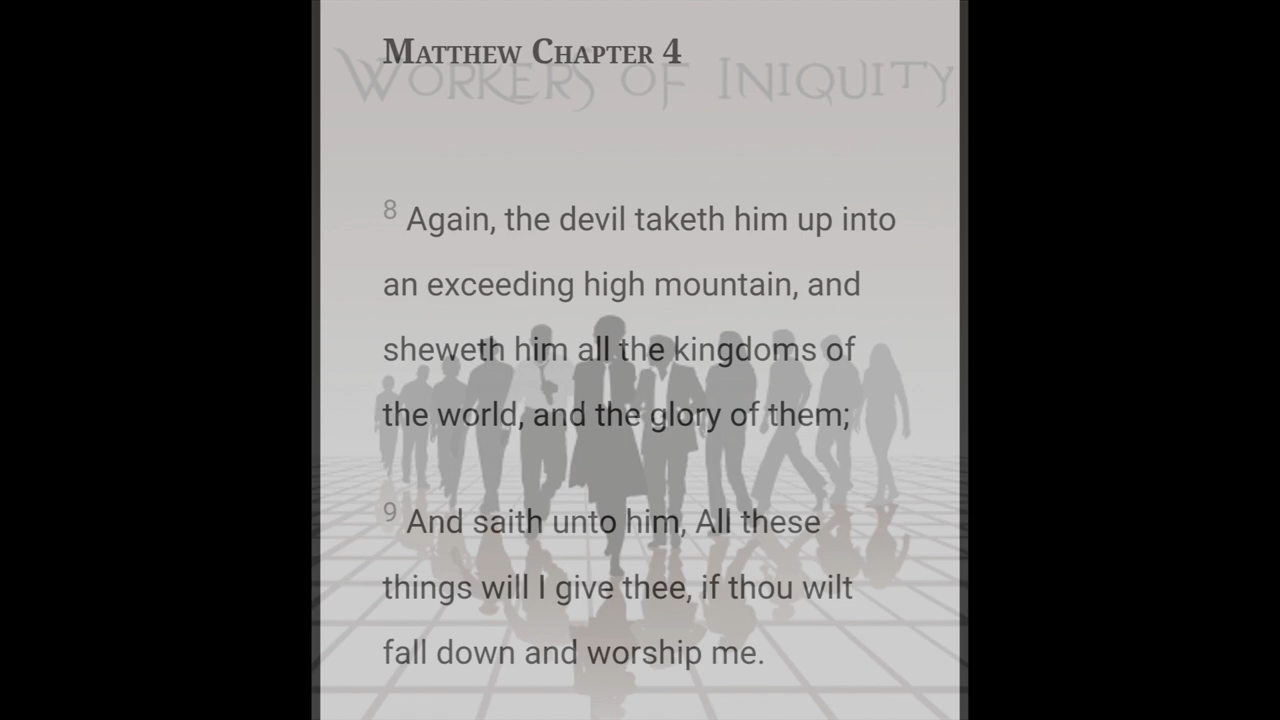 Matthew Chapter 4
Workers of Iniquity
8 Again, the devil taketh him up into
an exceeding high mountain, and
sheweth him all the kingdoms of
the world, and the glory of them;
9 And saith unto him, All these
things will I give thee, if thou wilt
fall down and worship me.